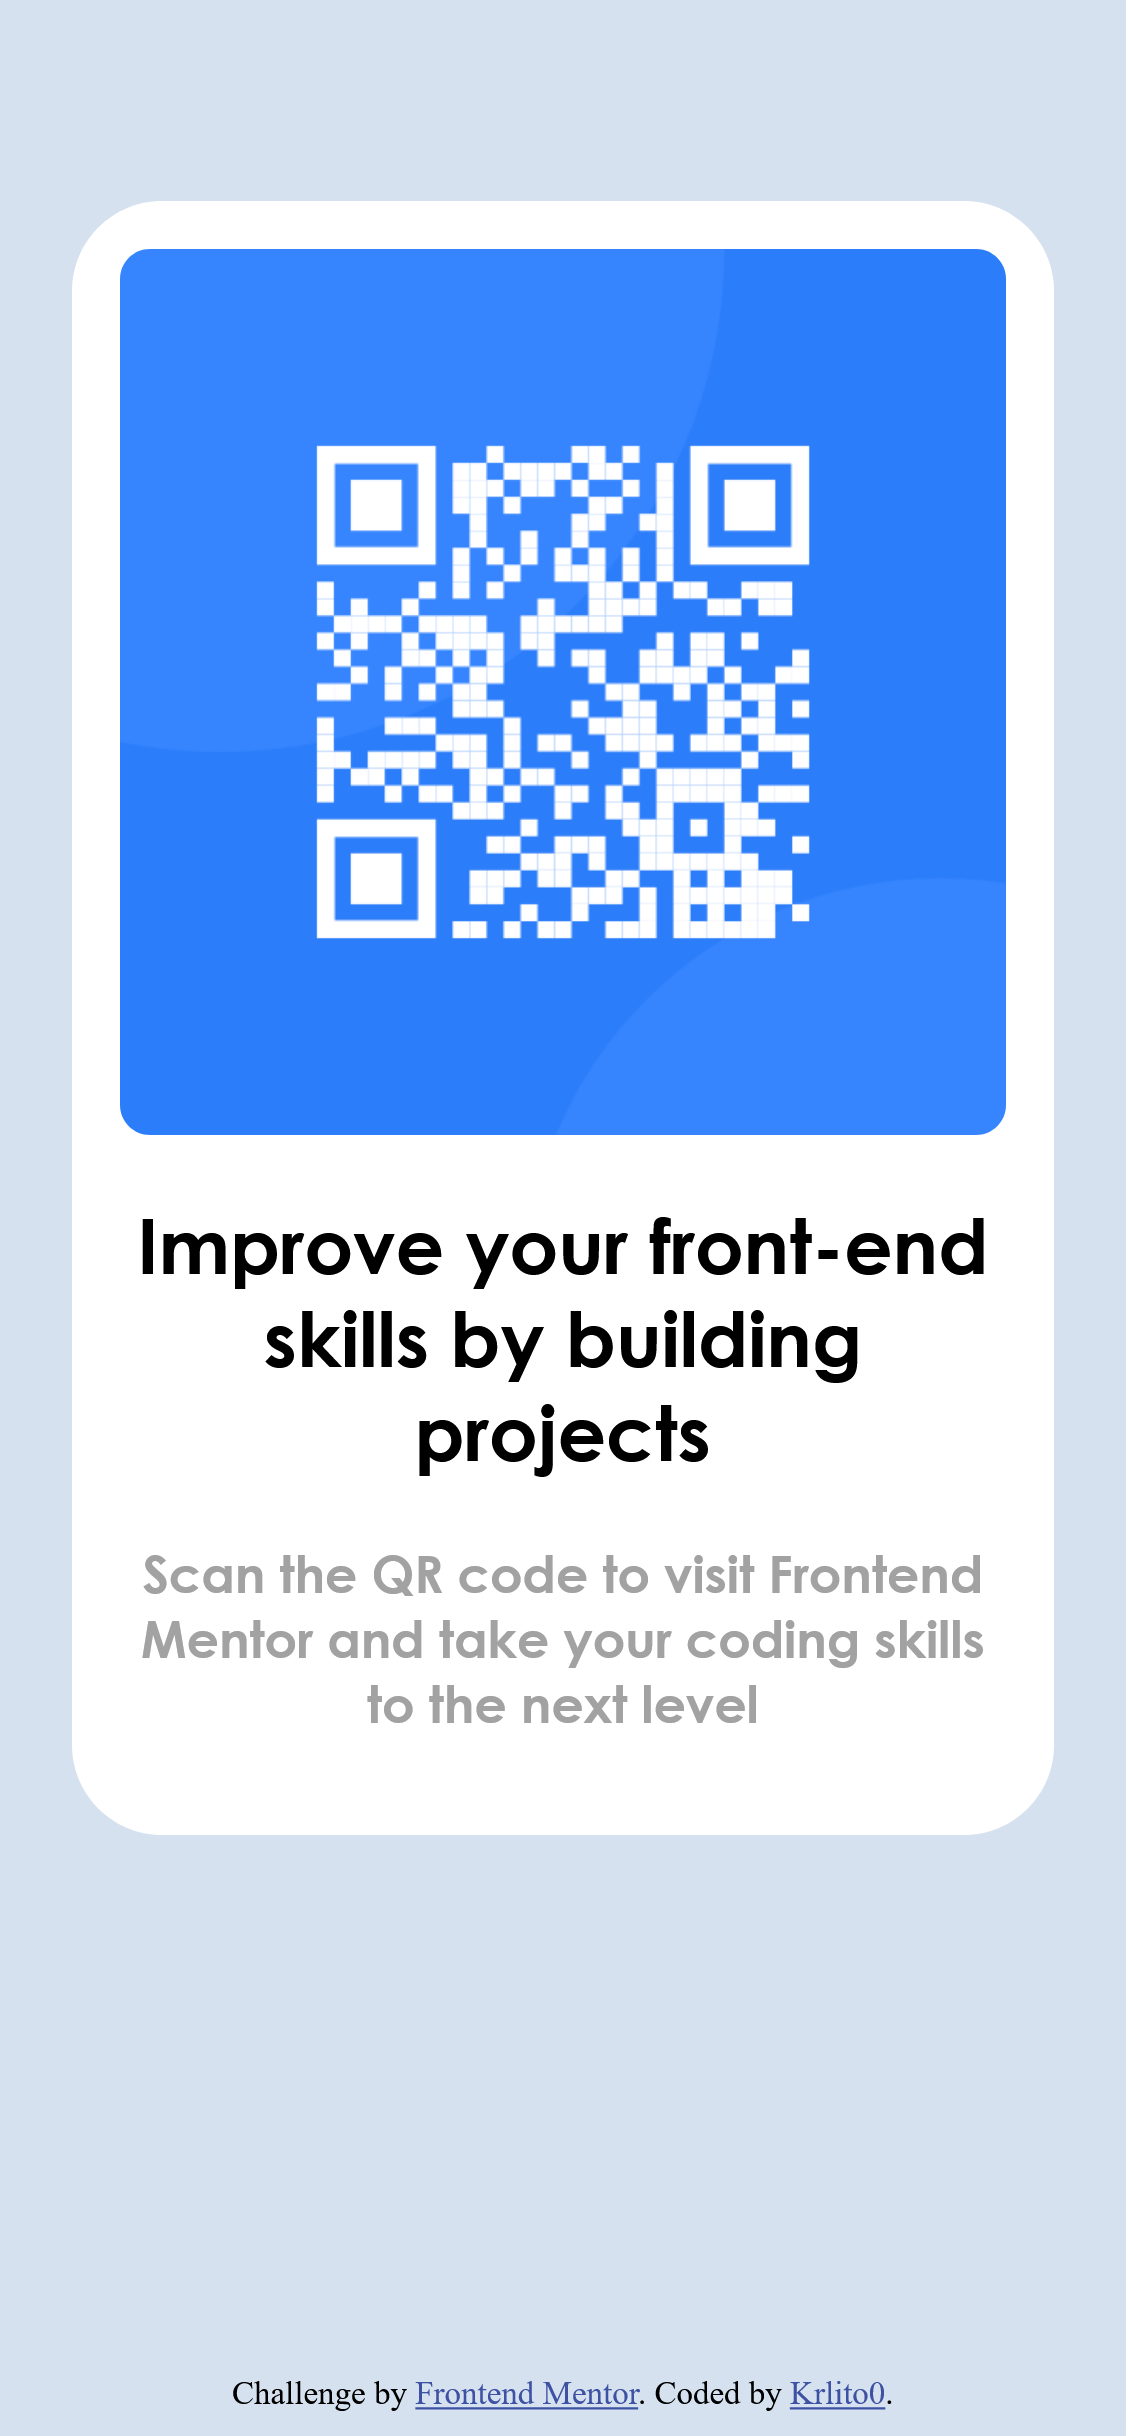 Improve your front-end
skills by building
projects
Scan the QR code to visit Frontend
Mentor and take your coding skills
to the next level
Challenge by Frontend Mentor. Coded by Krlito0.